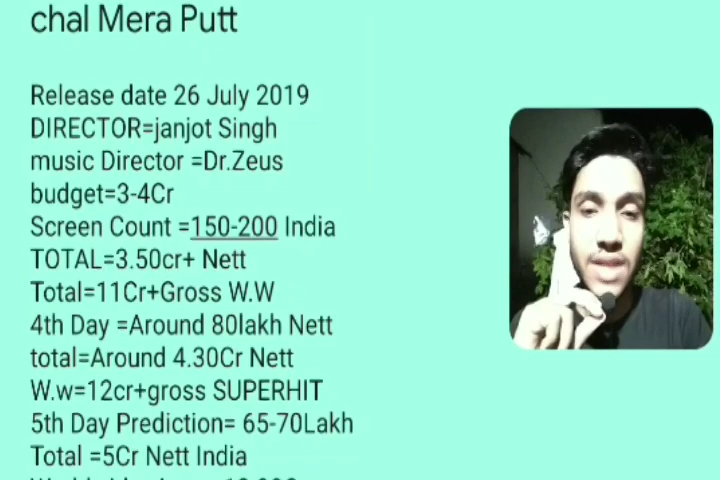 chal Mera Putt
Release date 26 July 2019
DIRECTOR=janjot Singh
music Director =Dr.Zeus
budget=3-4Cr
Screen Count =150-200 India
TOTAL=3.50cr+ Nett
Total=11Cr+Gross W.W
4th Day =Around 80lakh Nett
total=Around 4.30Cr Nett
W.w=12cr+gross SUPERHIT
5th Day Prediction= 65-70Lakh
Total =5Cr Nett India